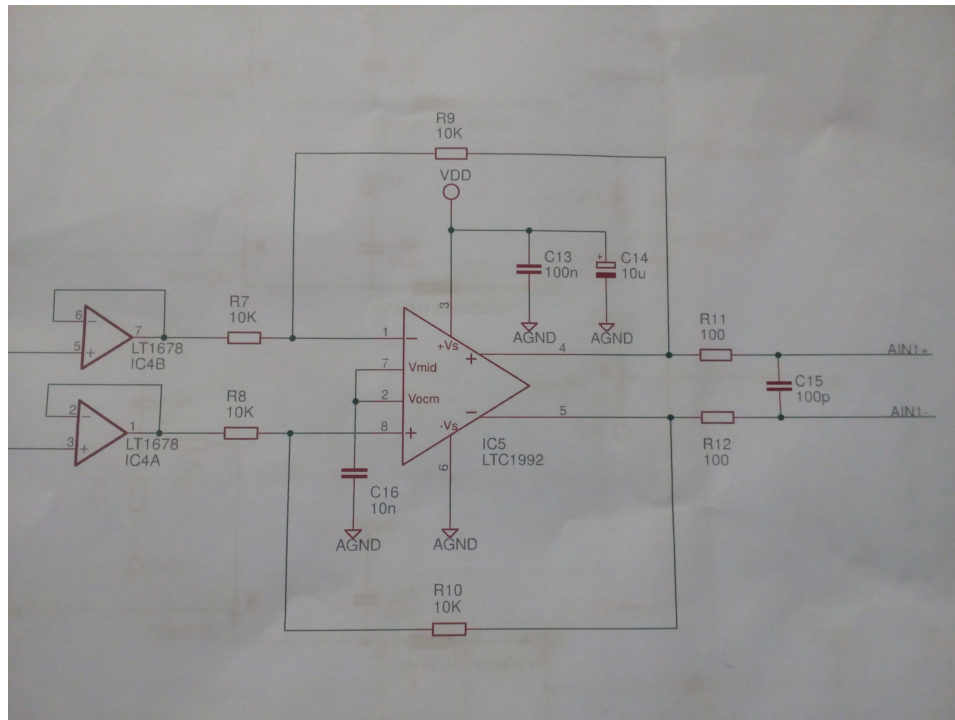 R9
10K
VDD
C13
100n
C14
10u
+
3
AGND
AGND
R7
10K
6
-
7
5
+
LT1678
IC4B
1
-
+Vs
+
4
R11
100
AIN1+
7
Vmid
2
Vocm
C15
100p
R8
10K
2
-
1
3
+
LT1678
IC4A
8
+
-Vs
-
5
AIN1-
6
IC5
LTC1992
R12
100
C16
10n
AGND
AGND
R10
10K